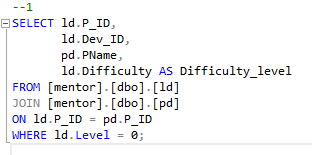 --1
SELECT ld.P_ID,
ld.Dev_ID,
pd.PName,
ld.Difficulty AS Difficulty_level
FROM [mentor].[dbo].[ld]
JOIN [mentor].[dbo].[pd]
ON ld.P_ID = pd.P_ID
WHERE ld.Level = 0;